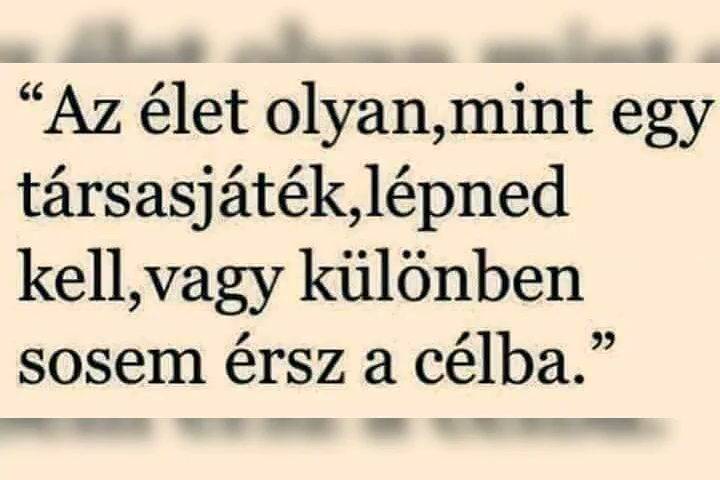 “Az élet olyan,mint egy
társasjáték,lépned
kell,vagy különben
sosem érsz a célba.”